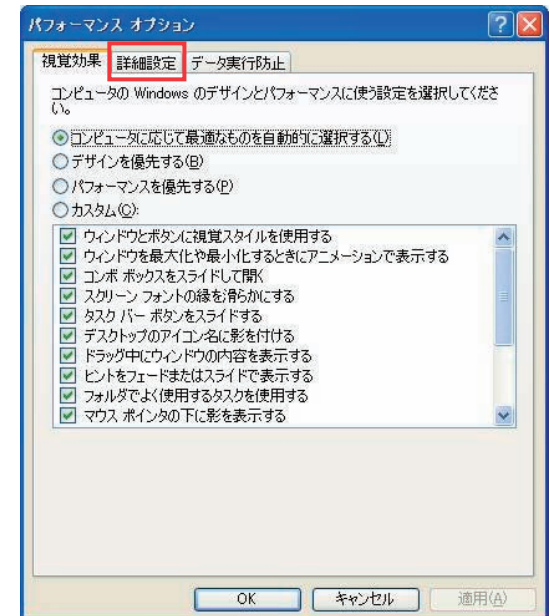 パフォーマンス オプション
視覚効果 詳細設定 データ実行防止
コンピュータの Windows のデザインとパフォーマンスに使う設定を選択してくださ
い。
コンピュータに応じて最適なものを自動的に選択する(L)
デザインを優先する(B)
パフォーマンスを優先する(P)
カスタム(C):
ウィンドウとボタンに視覚スタイルを使用する
ウィンドウを最大化や最小化するときにアニメーションで表示する
コンボ ボックスをスライドして開く
スクリーン フォントの縁を滑らかにする
タスク バー ボタンをスライドする
デスクトップのアイコン名に影を付ける
ドラッグ中にウィンドウの内容を表示する
ヒントをフェードまたはスライドで表示する
フォルダでよく使用するタスクを使用する
マウス ポインタの下に影を表示する
OK キャンセル 適用(A)